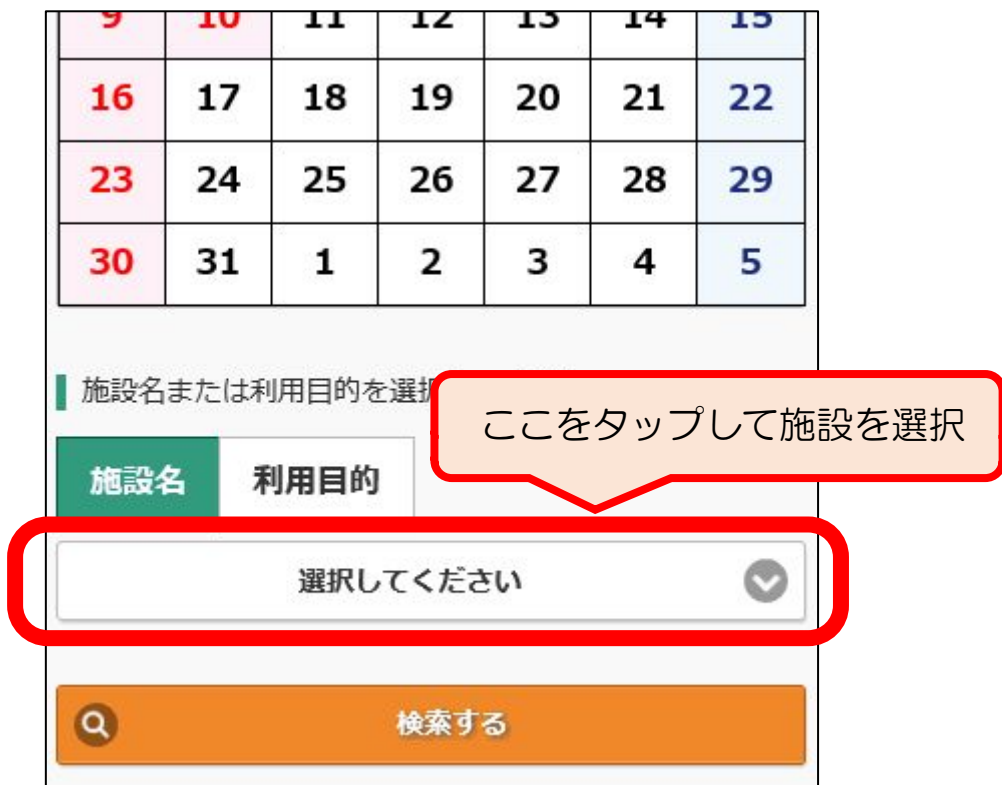 9 10 11 12 13 14 15
16 17 18 19 20 21 22
23 24 25 26 27 28 29
30 31 1 2 3 4 5
施設名または利用目的を選択
ここをタップして施設を選択
施設名 利用目的
選択してください
検索する